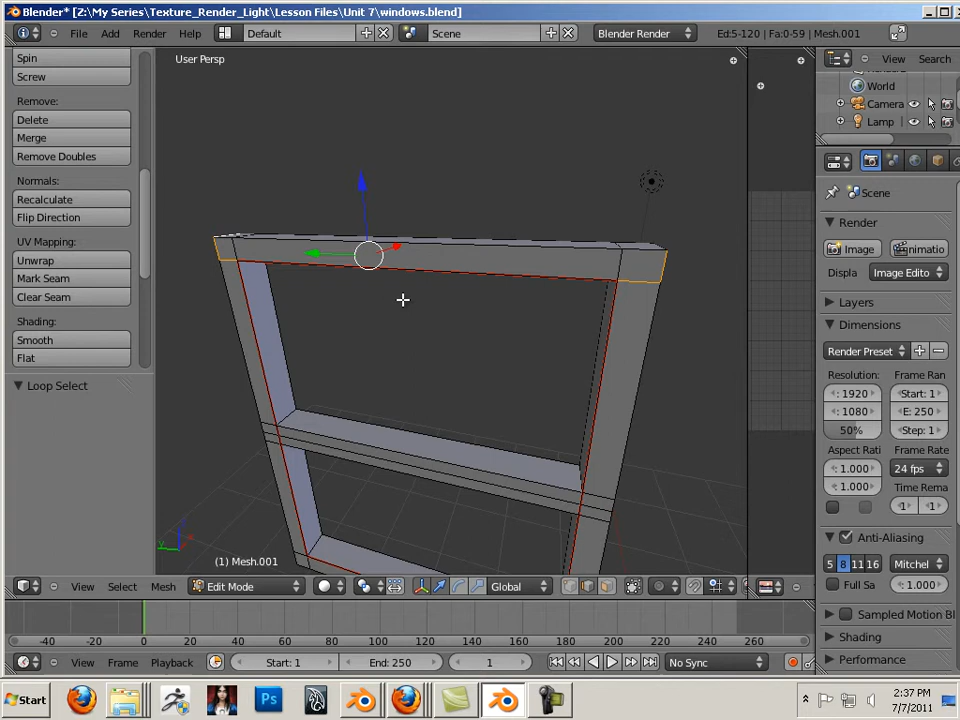 Blender* [Z:\My Series\Texture_Render_Light\Lesson Files\Unit 7\windows.blend]
File Add Render Help Default Scene Blender Render Ed:5-120 | Fa:0-59 | Mesh.001
Spin
Screw
Remove:
Delete
Merge
Remove Doubles
Normals:
Recalculate
Flip Direction
UV Mapping:
Unwrap
Mark Seam
Clear Seam
Shading:
Smooth
Flat
Loop Select
User Persp
(1) Mesh.001
View Select Mesh Edit Mode Global
View Search
World
Camera
Lamp
Scene
Render
Image Animatio
Displa Image Edito
Layers
Dimensions
Render Preset
Resolution: Frame Ran
: 1920 Start: 1
: 1080 E: 250
50% Step: 1
Aspect Rati Frame Rate
: 1.000 24 fps
: 1.000 Time Rema
1 1
Anti-Aliasing
5 8 11 16 Mitchel
Full Sa : 1.000
Sampled Motion Bl
Shading
Performance
-40 -20 0 20 40 60 80 100 120 140 160 180 200 220 240 260
View Frame Playback Start: 1 End: 250 1 No Sync
Start Ps 2:37 PM
7/7/2011